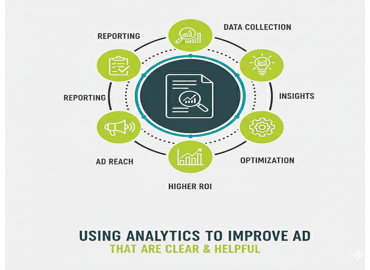 DATA COLLECTION
REPORTING
INSIGHTS
REPORTING
AD REACH
OPTIMIZATION
HIGHER ROI
USING ANALYTICS TO IMPROVE AD
THAT ARE CLEAR & HELPFUL